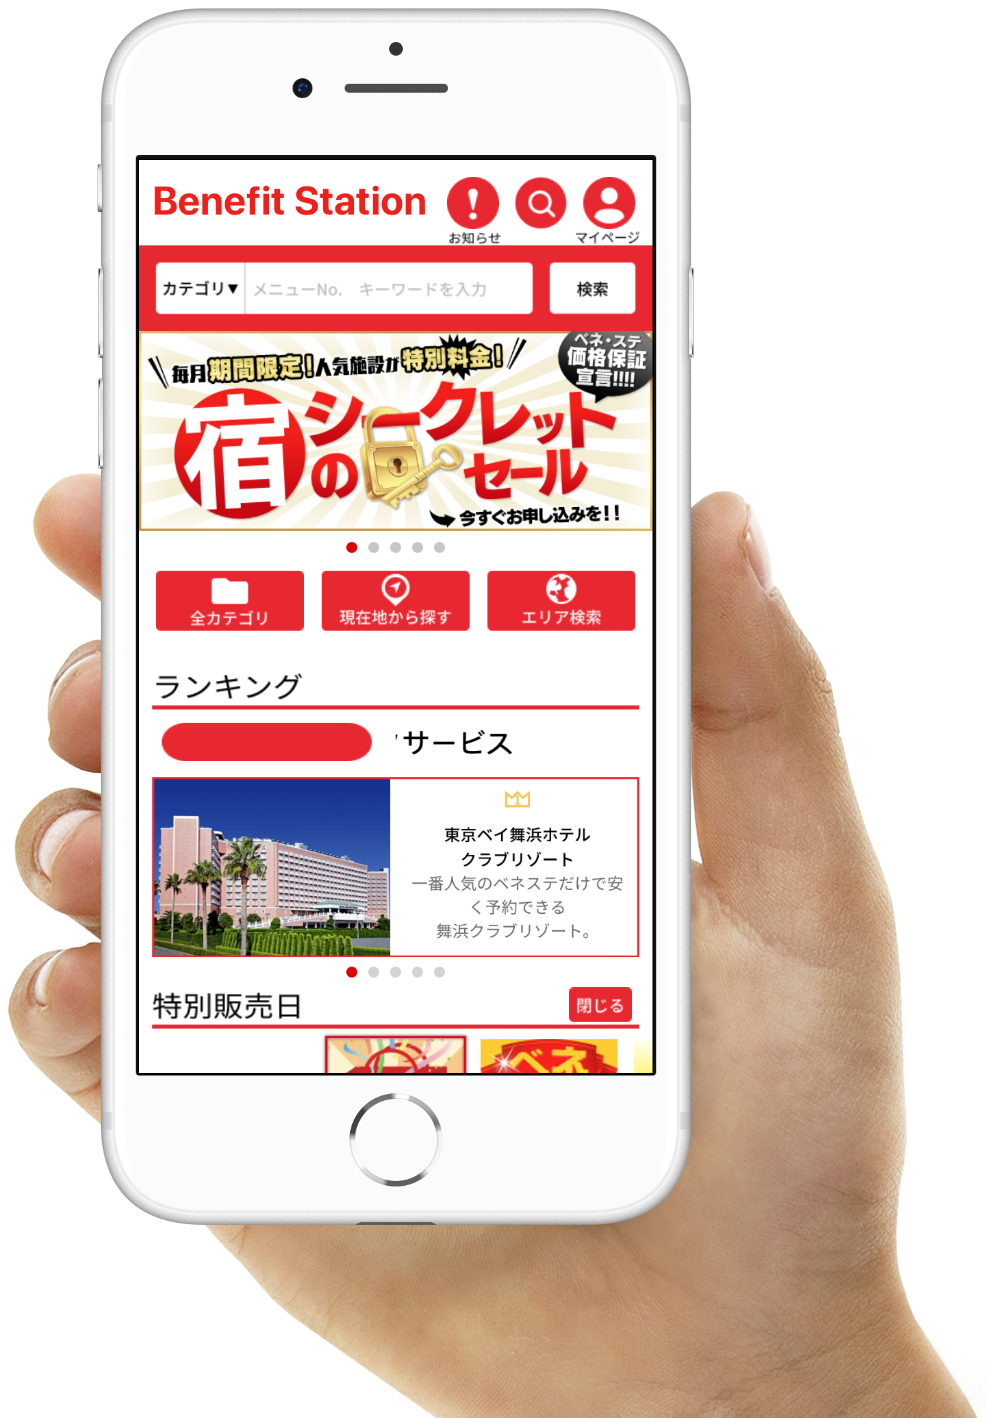 Benefit Station
お知らせ
マイページ
カテゴリ▼
メニューNo.　キーワードを入力
検索
毎月期間限定！人気施設が特別料金！
ベネ・ステ
価格保証
宣言!!!!
宿のシークレットセール
今すぐお申し込みを！！
全カテゴリ
現在地から探す
エリア検索
ランキング
サービス
1
東京ベイ舞浜ホテル
クラブリゾート
一番人気のベネステだけで安
く予約できる
舞浜クラブリゾート。
特別販売日
閉じる
ベネ